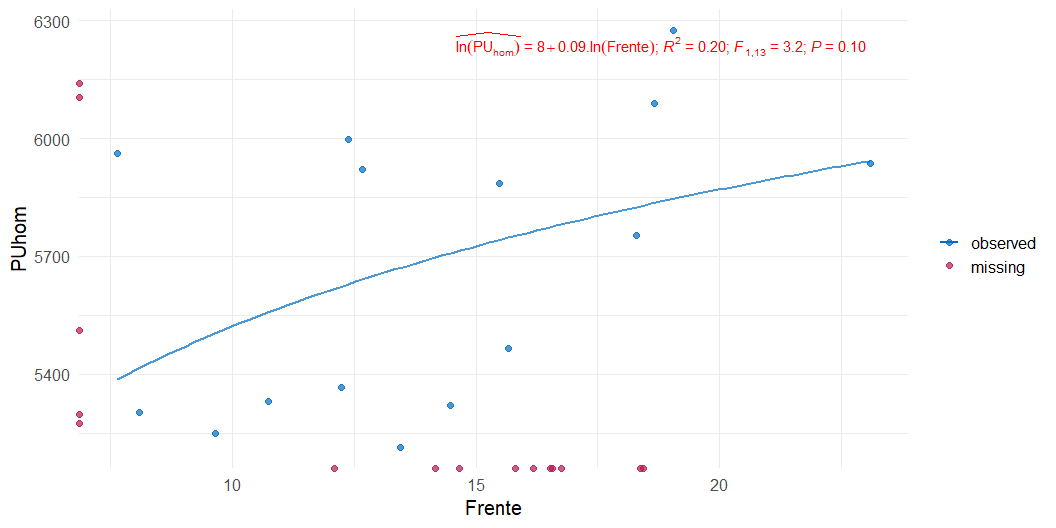 6300
ln(PU_hom) = 8 + 0.09.ln(Frente); R² = 0.20; F_1,13 = 3.2; P = 0.10
6000
5700
5400
PUhom
10 15 20
Frente
observed
missing